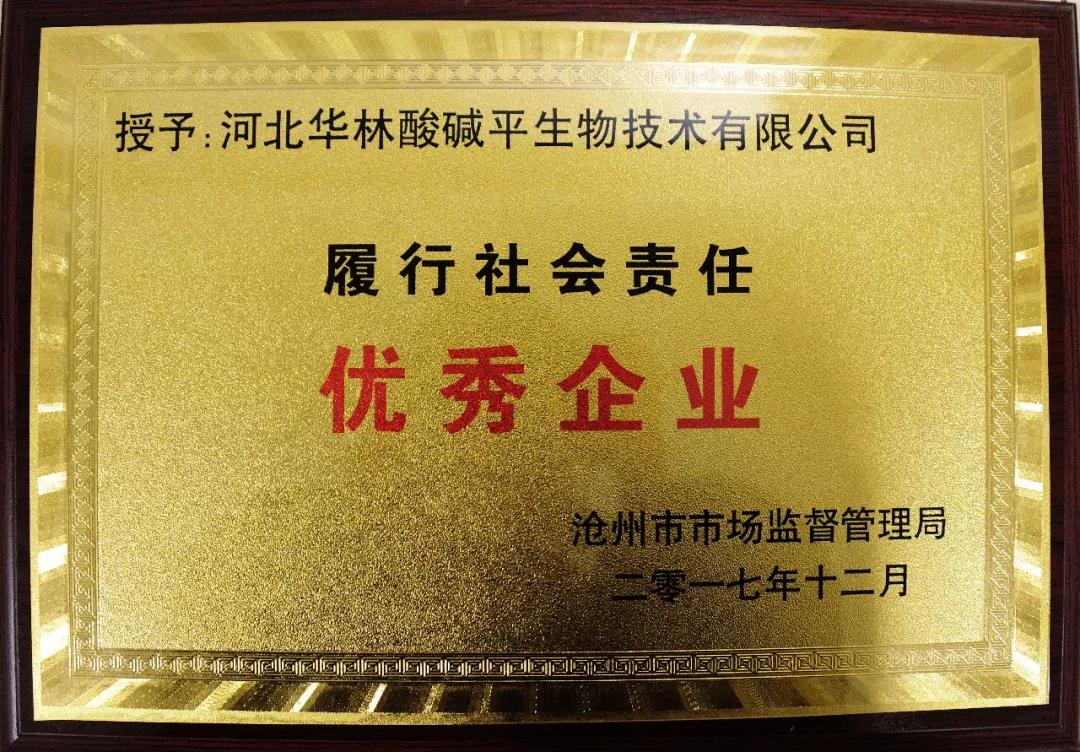 授予:河北华林酸碱平生物技术有限公司
履行社会责任
优秀企业
沧州市市场监督管理局
二零一七年十二月